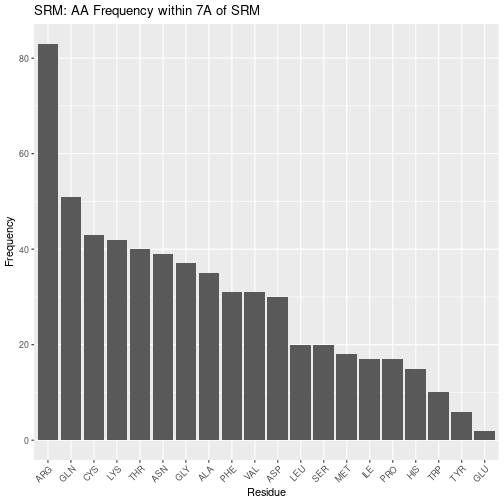 SRM: AA Frequency within 7A of SRM
Frequency
80
60
40
20
0
ARG GLN CYS LYS THR ASN GLY ALA PHE VAL ASP LEU SER MET ILE PRO HIS TRP TYR GLU
Residue